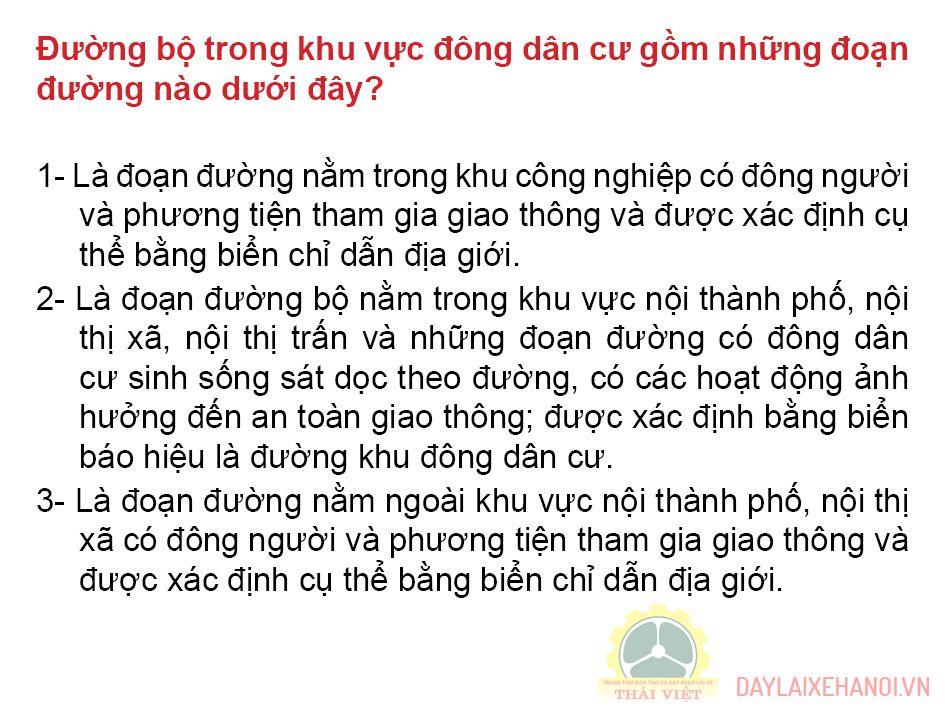 Đường bộ trong khu vực đông dân cư gồm những đoạn
đường nào dưới đây?
1- Là đoạn đường nằm trong khu công nghiệp có đông người
và phương tiện tham gia giao thông và được xác định cụ
thể bằng biển chỉ dẫn địa giới.
2- Là đoạn đường bộ nằm trong khu vực nội thành phố, nội
thị xã, nội thị trấn và những đoạn đường có đông dân
cư sinh sống sát dọc theo đường, có các hoạt động ảnh
hưởng đến an toàn giao thông; được xác định bằng biển
báo hiệu là đường khu đông dân cư.
3- Là đoạn đường nằm ngoài khu vực nội thành phố, nội thị
xã có đông người và phương tiện tham gia giao thông và
được xác định cụ thể bằng biển chỉ dẫn địa giới.
TRUNG TÂM ĐÀO TẠO VÀ SÁT HẠCH LÁI XE
THÁI VIỆT
DAYLAIXEHANOI.VN